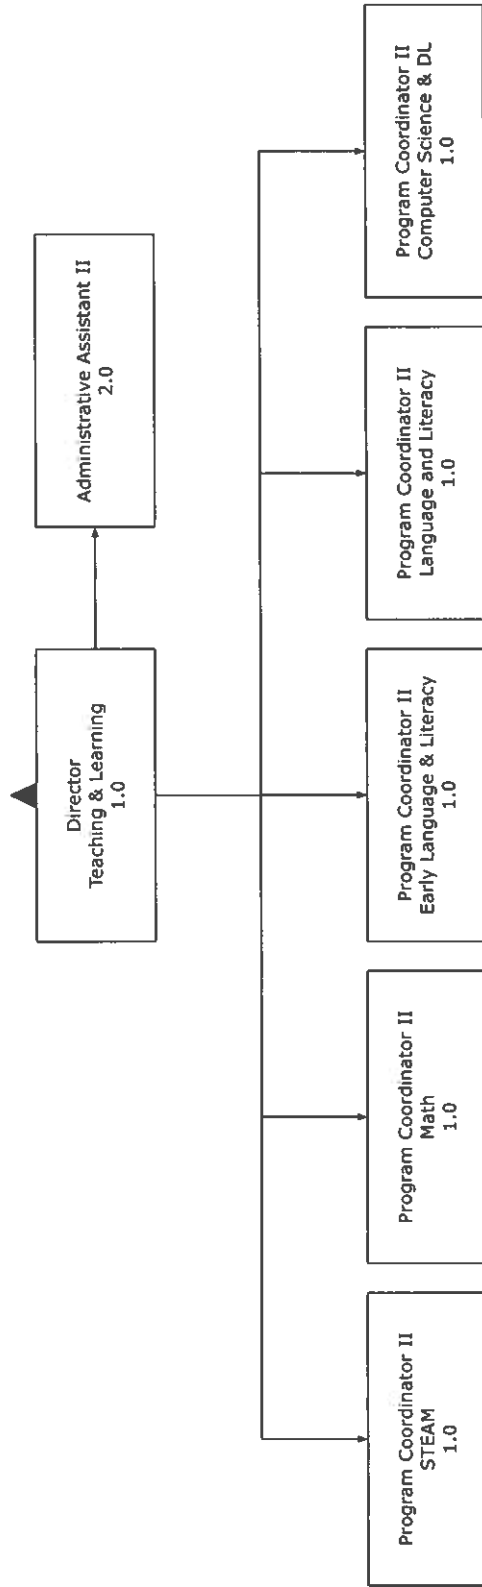 Director
Teaching & Learning
1.0
Administrative Assistant II
2.0
Program Coordinator II
STEAM
1.0
Program Coordinator II
Math
1.0
Program Coordinator II
Early Language & Literacy
1.0
Program Coordinator II
Language and Literacy
1.0
Program Coordinator II
Computer Science & DL
1.0